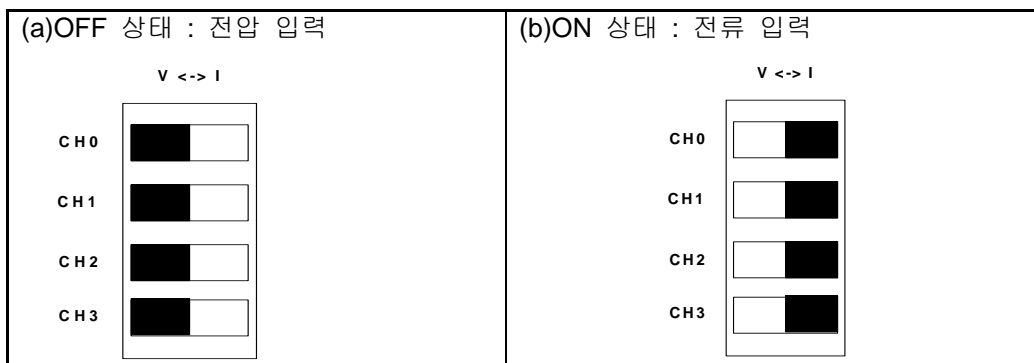 (a)OFF 상태 : 전압 입력
V <-> I
CH0
CH1
CH2
CH3
(b)ON 상태 : 전류 입력
V <-> I
CH0
CH1
CH2
CH3